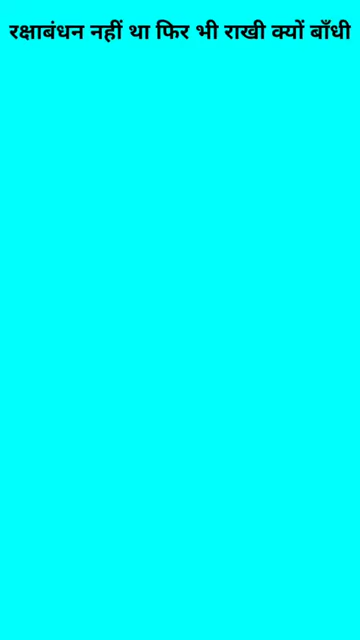 रक्षाबंधन नहीं था फिर भी राखी क्यों बाँधी